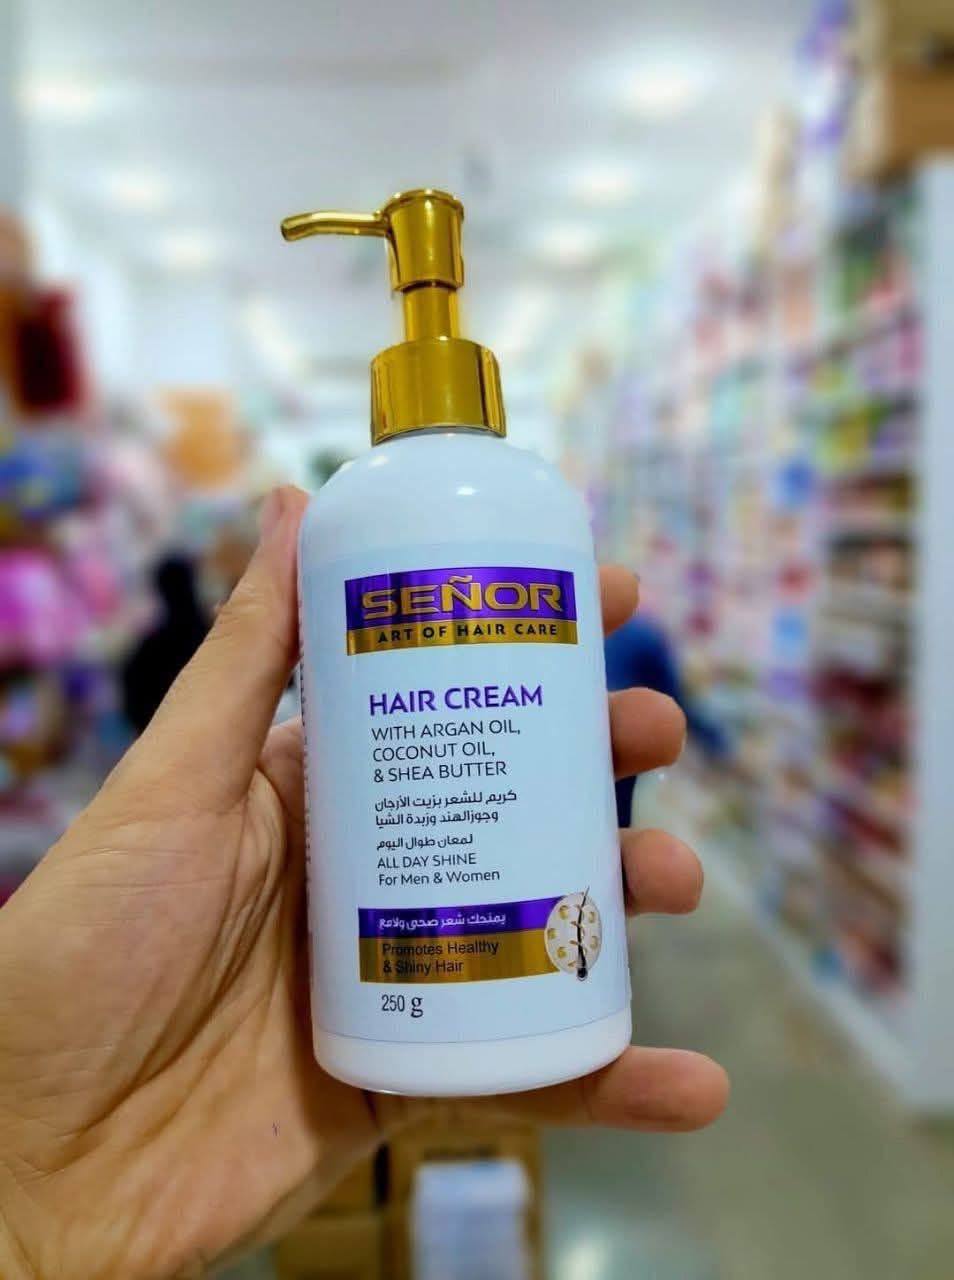 SEÑOR
ART OF HAIR CARE
HAIR CREAM
WITH ARGAN OIL,
COCONUT OIL,
& SHEA BUTTER
كريم للشعر بزيت الأرجان
وجوزالهند وزبدة الشيا
لمعان طوال اليوم
ALL DAY SHINE
For Men & Women
يمنحك شعر صحى ولامع
Promotes Healthy
& Shiny Hair
250 g